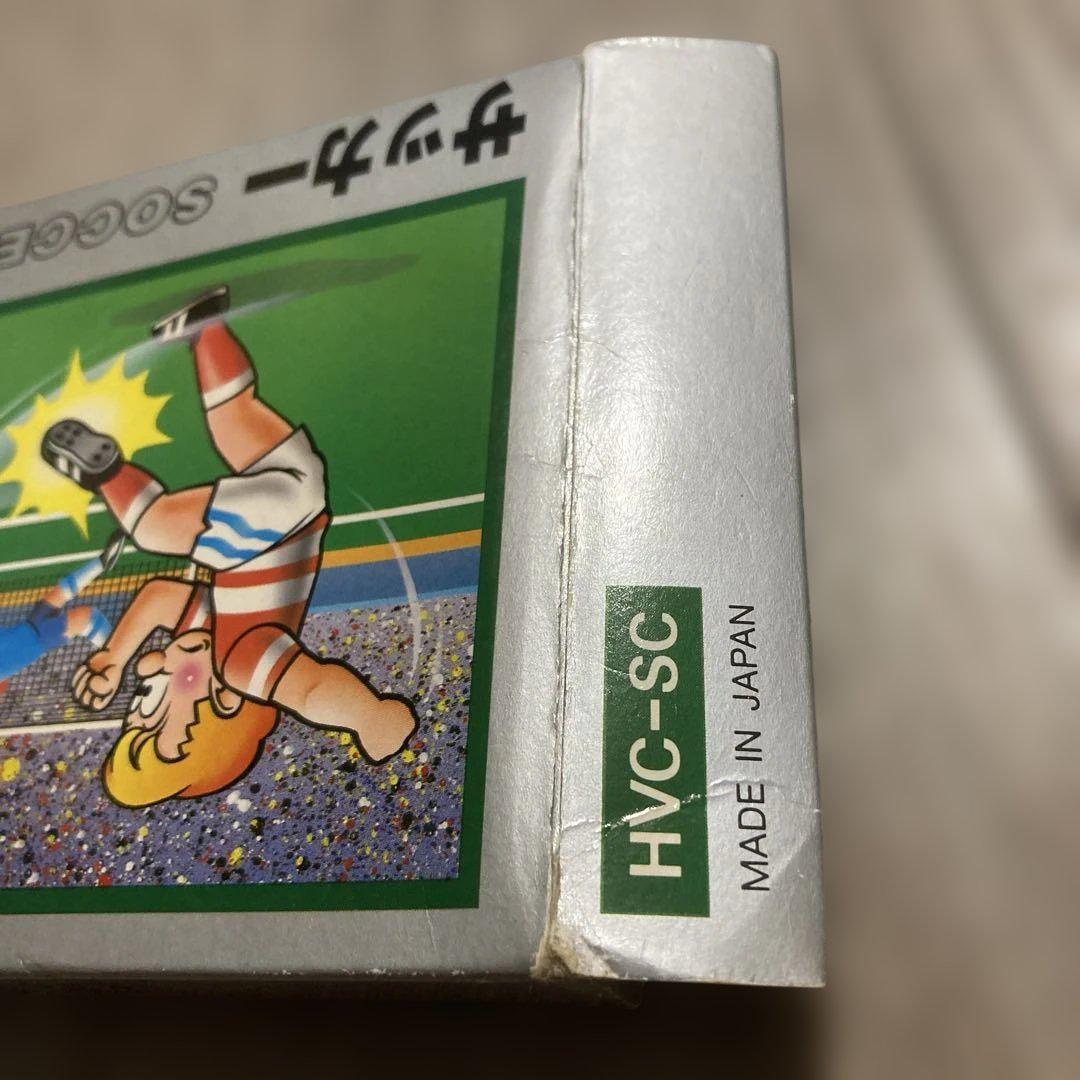 サッカー
SOCCE
HVC-SC
MADE IN JAPAN